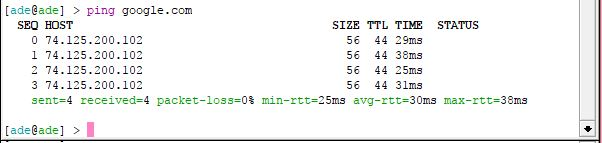 [ade@ade] > ping google.com
SEQ HOST SIZE TTL TIME STATUS
0 74.125.200.102 56 44 29ms
1 74.125.200.102 56 44 38ms
2 74.125.200.102 56 44 25ms
3 74.125.200.102 56 44 31ms
sent=4 received=4 packet-loss=0% min-rtt=25ms avg-rtt=30ms max-rtt=38ms
[ade@ade] >